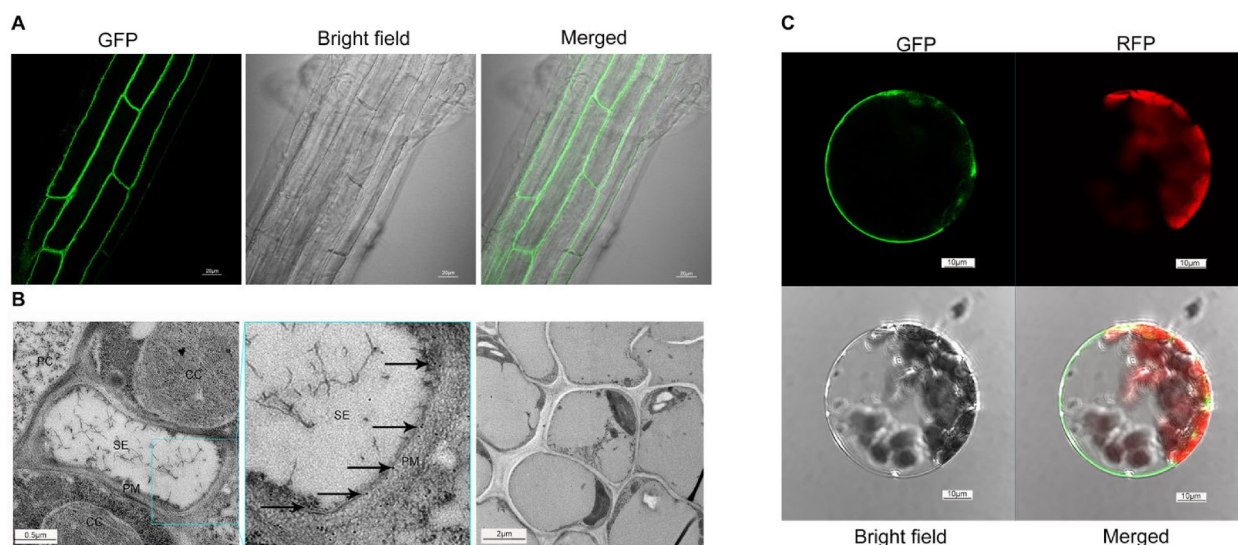 A
GFP
Bright field
Merged
20µm
20µm
20µm
B
PC
CC
SE
PM
CC
0.5µm
SE
PM
2µm
C
GFP
RFP
10µm
10µm
10µm
10µm
Bright field
Merged